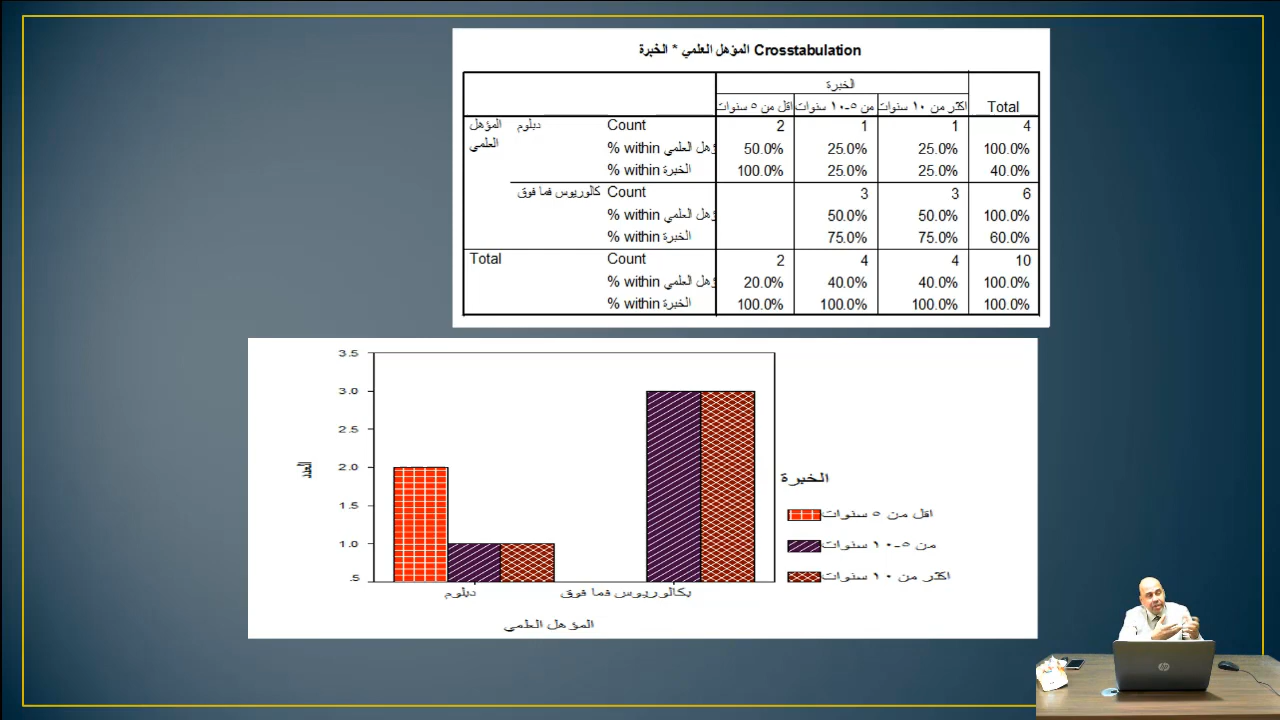 المؤهل العلمي * الخبرة Crosstabulation
الخبرة
اقل من ٥ سنوات من ٥-١٠ سنوات اكثر من ١٠ سنوات Total
المؤهل العلمي دبلوم Count 2 1 1 4
% within مؤهل العلمي 50.0% 25.0% 25.0% 100.0%
% within الخبرة 100.0% 25.0% 25.0% 40.0%
كالوريوس فما فوق Count 3 3 6
% within ؤهل العلمي 50.0% 50.0% 100.0%
% within الخبرة 75.0% 75.0% 60.0%
Total Count 2 4 4 10
% within ؤهل العلمي 20.0% 40.0% 40.0% 100.0%
% within الخبرة 100.0% 100.0% 100.0% 100.0%
3.5
3.0
2.5
2.0
1.5
1.0
.5
العدد
دبلوم بكالوريوس فما فوق
المؤهل العلمي
الخبرة
اقل من ٥ سنوات
من ٥-١٠ سنوات
اكثر من ١٠ سنوات
hp